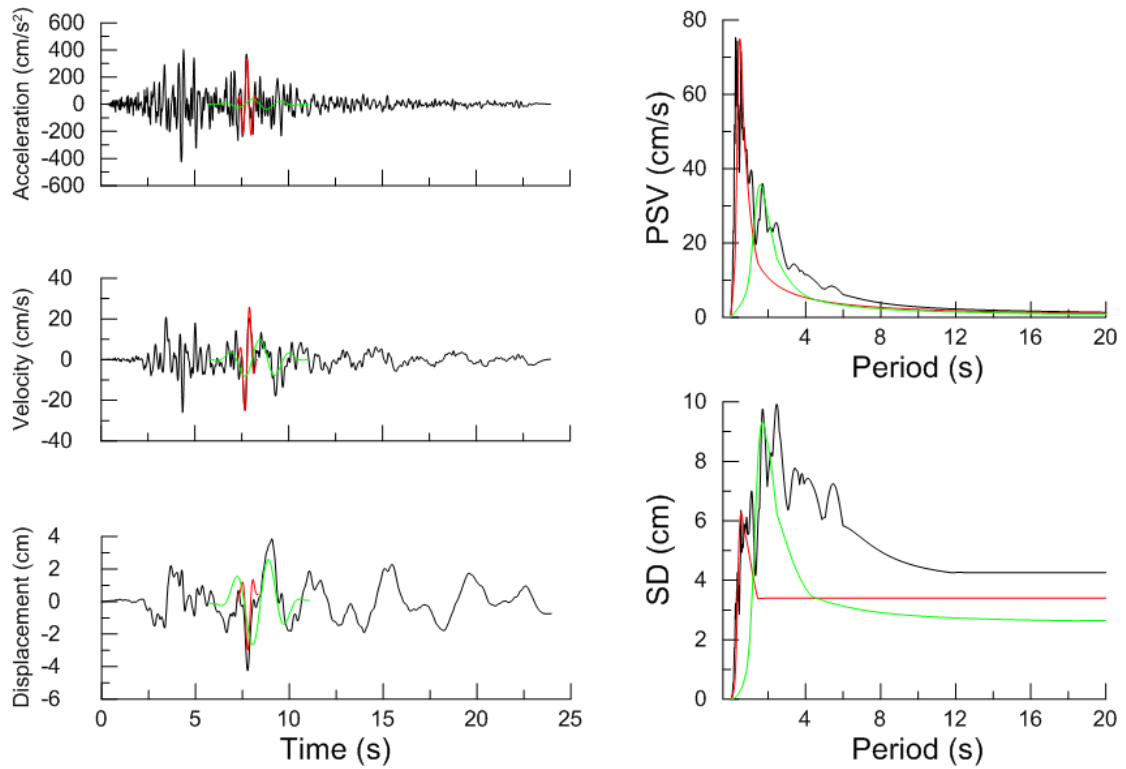 Acceleration (cm/s²)
600
400
200
0
-200
-400
-600
Velocity (cm/s)
40
20
0
-20
-40
Displacement (cm)
4
2
0
-2
-4
-6
0 5 10 15 20 25
Time (s)
PSV (cm/s)
80
60
40
20
0
4 8 12 16 20
Period (s)
SD (cm)
10
8
6
4
2
0
4 8 12 16 20
Period (s)